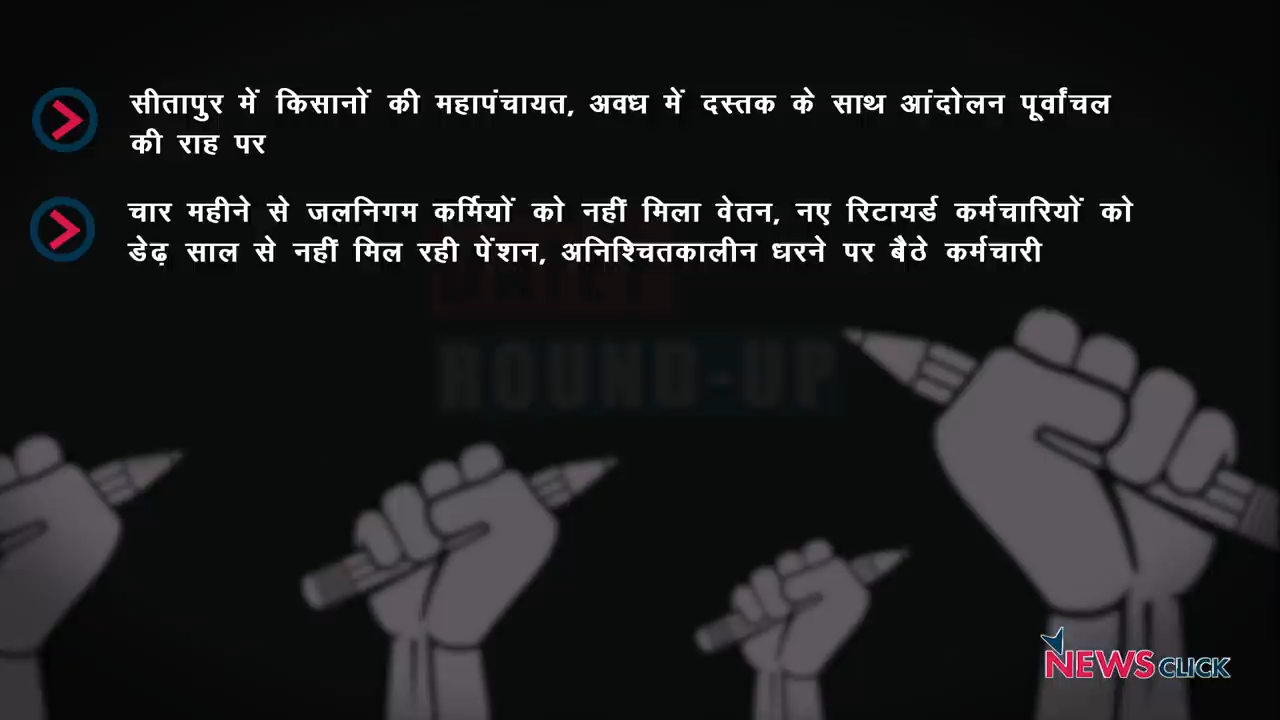 सीतापुर में किसानों की महापंचायत, अवध में दस्तक के साथ आंदोलन पूर्वांचल
की राह पर
चार महीने से जलनिगम कर्मियों को नहीं मिला वेतन, नए रिटायर्ड कर्मचारियों को
डेढ़ साल से नहीं मिल रही पेंशन, अनिश्चितकालीन धरने पर बैठे कर्मचारी
ROUND-UP
NEWSCLICK